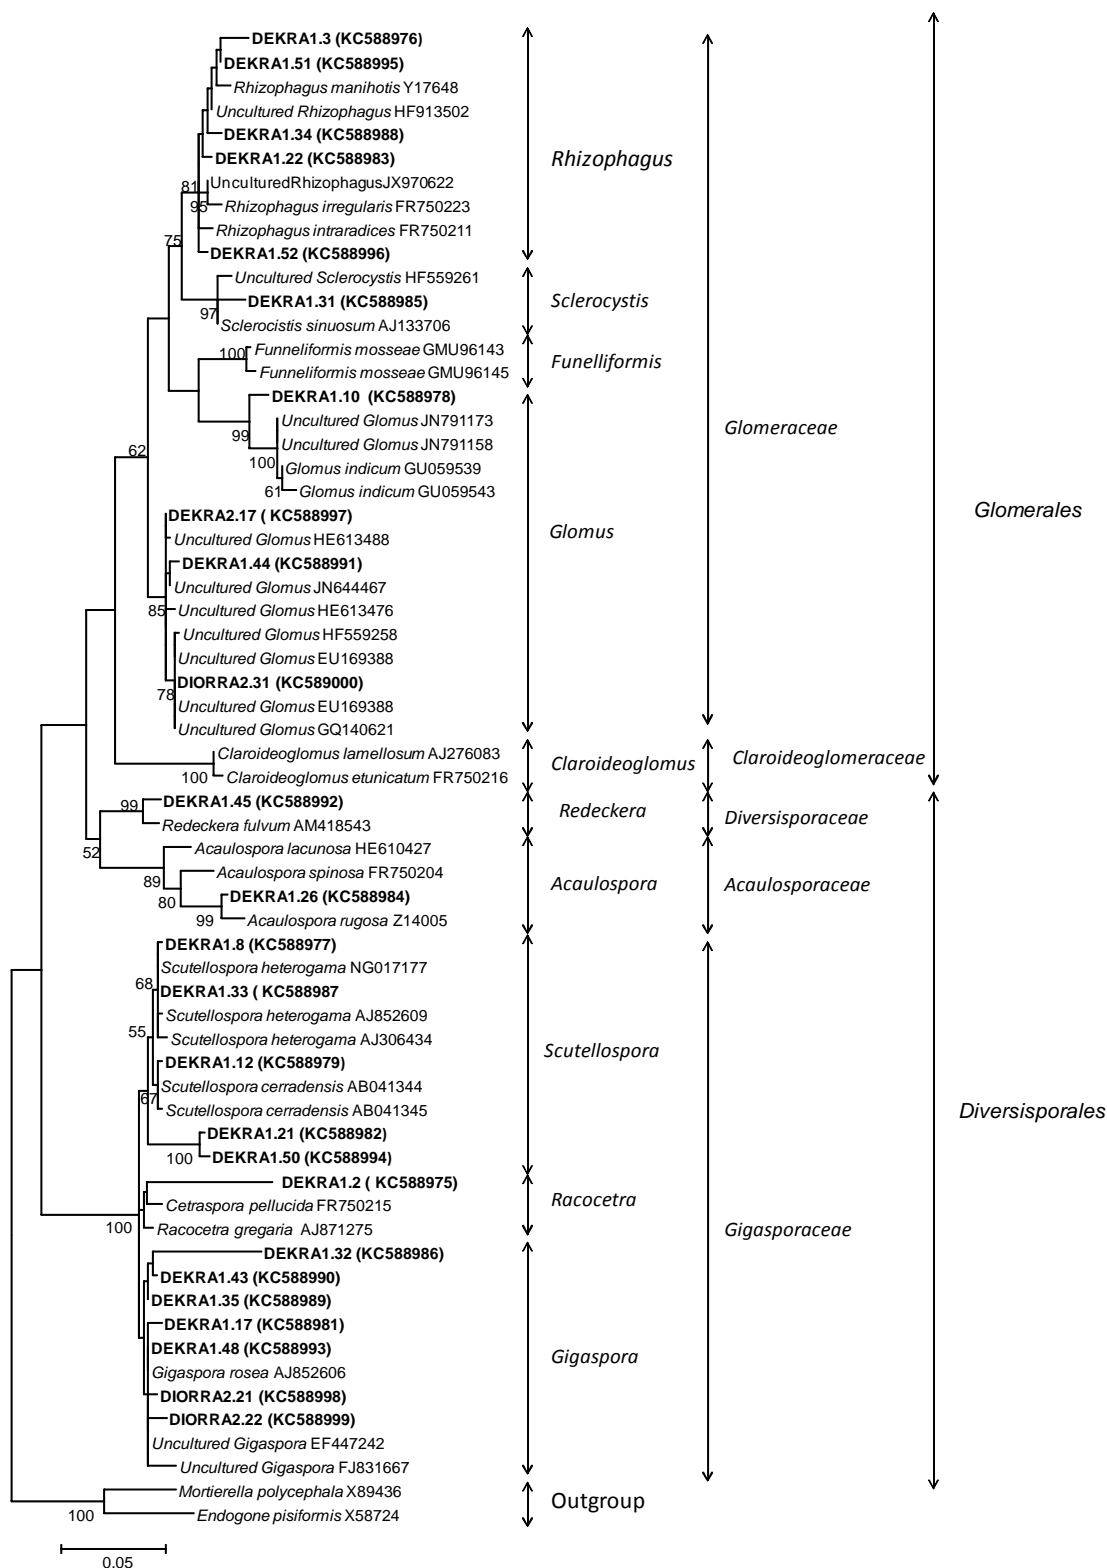 DEKRA1.3 (KC588976)
DEKRA1.51 (KC588995)
Rhizophagus manihotis Y17648
Uncultured Rhizophagus HF913502
DEKRA1.34 (KC588988)
DEKRA1.22 (KC588983)
Rhizophagus
UnculturedRhizophagusJX970622
81
95
Rhizophagus irregularis FR750223
Rhizophagus intraradices FR750211
75
DEKRA1.52 (KC588996)
Uncultured Sclerocystis HF559261
DEKRA1.31 (KC588985)
Sclerocystis
97
Sclerocistis sinuosum AJ133706
100
Funneliformis mosseae GMU96143
Funelliformis
Funneliformis mosseae GMU96145
DEKRA1.10 (KC588978)
Uncultured Glomus JN791173
Glomeraceae
99
Uncultured Glomus JN791158
62
100
Glomus indicum GU059539
61
Glomus indicum GU059543
Glomerales
DEKRA2.17 ( KC588997)
Glomus
Uncultured Glomus HE613488
DEKRA1.44 (KC588991)
Uncultured Glomus JN644467
85
Uncultured Glomus HE613476
Uncultured Glomus HF559258
Uncultured Glomus EU169388
78
DIORRA2.31 (KC589000)
Uncultured Glomus EU169388
Uncultured Glomus GQ140621
Claroideoglomus lamellosum AJ276083
Claroideoglomus
Claroideoglomeraceae
100
Claroideoglomus etunicatum FR750216
99
DEKRA1.45 (KC588992)
Redeckera
Diversisporaceae
Redeckera fulvum AM418543
52
Acaulospora lacunosa HE610427
89
Acaulospora spinosa FR750204
Acaulospora
Acaulosporaceae
80
DEKRA1.26 (KC588984)
99
Acaulospora rugosa Z14005
DEKRA1.8 (KC588977)
Scutellospora heterogama NG017177
68
DEKRA1.33 ( KC588987
Scutellospora heterogama AJ852609
55
Scutellospora heterogama AJ306434
Scutellospora
DEKRA1.12 (KC588979)
Scutellospora cerradensis AB041344
67
Scutellospora cerradensis AB041345
Diversisporales
DEKRA1.21 (KC588982)
100
DEKRA1.50 (KC588994)
DEKRA1.2 ( KC588975)
Racocetra
Cetraspora pellucida FR750215
100
Racocetra gregaria AJ871275
Gigasporaceae
DEKRA1.32 (KC588986)
DEKRA1.43 (KC588990)
DEKRA1.35 (KC588989)
DEKRA1.17 (KC588981)
DEKRA1.48 (KC588993)
Gigaspora
Gigaspora rosea AJ852606
DIORRA2.21 (KC588998)
DIORRA2.22 (KC588999)
Uncultured Gigaspora EF447242
Uncultured Gigaspora FJ831667
Mortierella polycephala X89436
Outgroup
100
Endogone pisiformis X58724
0.05